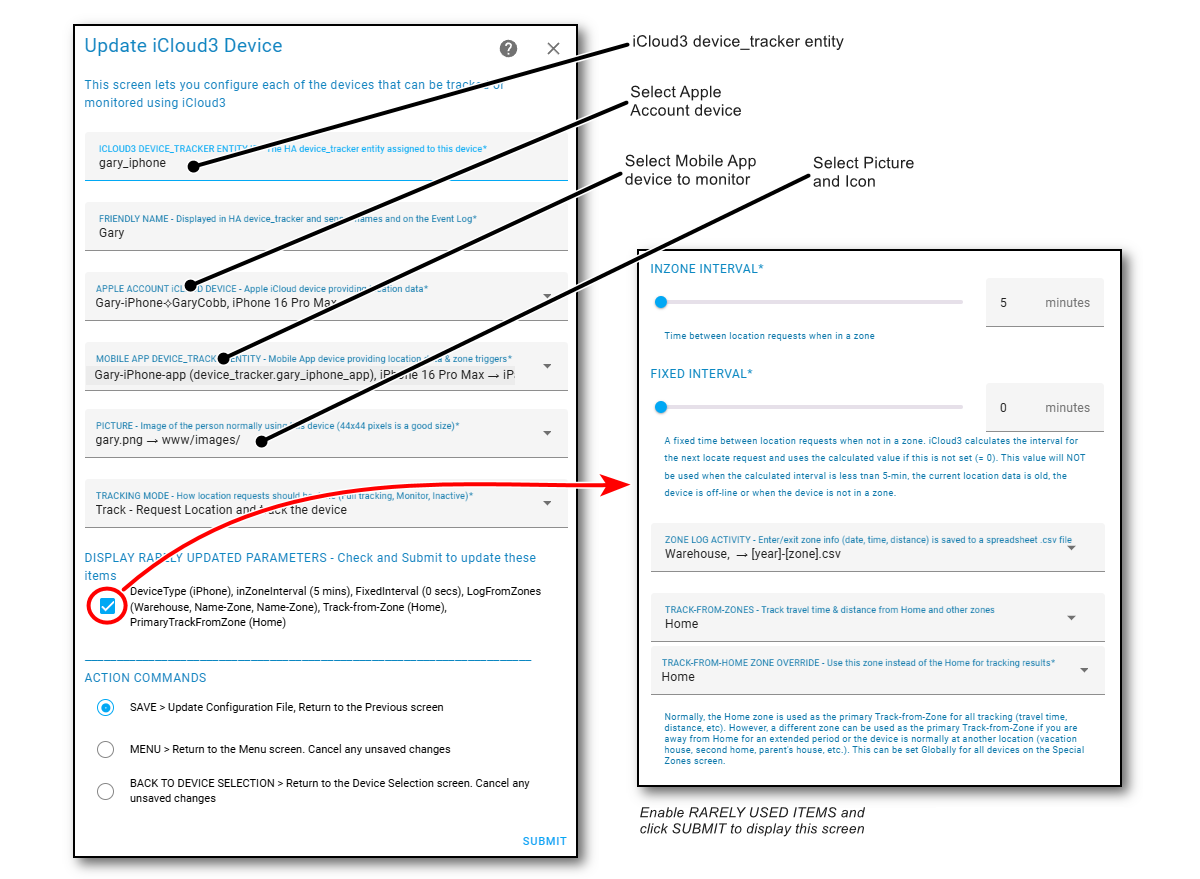 Update iCloud3 Device
This screen lets you configure each of the devices that can be tracked or
monitored using iCloud3
ICLOUD3 DEVICE_TRACKER ENTITY The HA device_tracker entity assigned to this device*
gary_iphone
FRIENDLY NAME - Displayed in HA device_tracker and names and on the Event Log*
Gary
APPLE ACCOUNT iCLOUD DEVICE - Apple iCloud device providing location data*
Gary-iPhone✧GaryCobb, iPhone 16 Pro Max
MOBILE APP DEVICE_TRACKER ENTITY - Mobile App device providing location data & zone triggers*
Gary-iPhone-app (device_tracker.gary_iphone_app), iPhone 16 Pro Max → iP
PICTURE - Image of the person normally using this device (44x44 pixels is a good size)*
gary.png → www/images/
TRACKING MODE - How location requests should be (Full tracking, Monitor, Inactive)*
Track - Request Location and track the device
DISPLAY RARELY UPDATED PARAMETERS - Check and Submit to update these
items
DeviceType (iPhone), inZoneInterval (5 mins), FixedInterval (0 secs), LogFromZones
(Warehouse, Name-Zone, Name-Zone), Track-from-Zone (Home),
PrimaryTrackFromZone (Home)
ACTION COMMANDS
SAVE > Update Configuration File, Return to the Previous screen
MENU > Return to the Menu screen. Cancel any unsaved changes
BACK TO DEVICE SELECTION > Return to the Device Selection screen. Cancel any
unsaved changes
SUBMIT
iCloud3 device_tracker entity
Select Apple
Account device
Select Mobile App
device to monitor
Select Picture
and Icon
INZONE INTERVAL*
5 minutes
Time between location requests when in a zone
FIXED INTERVAL*
0 minutes
A fixed time between location requests when not in a zone. iCloud3 calculates the interval for
the next locate request and uses the calculated value if this is not set (= 0). This value will NOT
be used when the calculated interval is less than 5-min, the current location data is old, the
device is off-line or when the device is not in a zone.
ZONE LOG ACTIVITY - Enter/exit zone info (date, time, distance) is saved to a spreadsheet .csv file
Warehouse, → [year]-[zone].csv
TRACK-FROM-ZONES - Track travel time & distance from Home and other zones
Home
TRACK-FROM-HOME ZONE OVERRIDE - Use this zone instead of the Home for tracking results*
Home
Normally, the Home zone is used as the primary Track-from-Zone for all tracking (travel time,
distance, etc). However, a different zone can be used as the primary Track-from-Zone if you are
away from Home for an extended period or the device is normally at another location (vacation
house, second home, parent's house, etc.). This can be set Globally for all devices on the Special
Zones screen.
Enable RARELY USED ITEMS and
click SUBMIT to display this screen